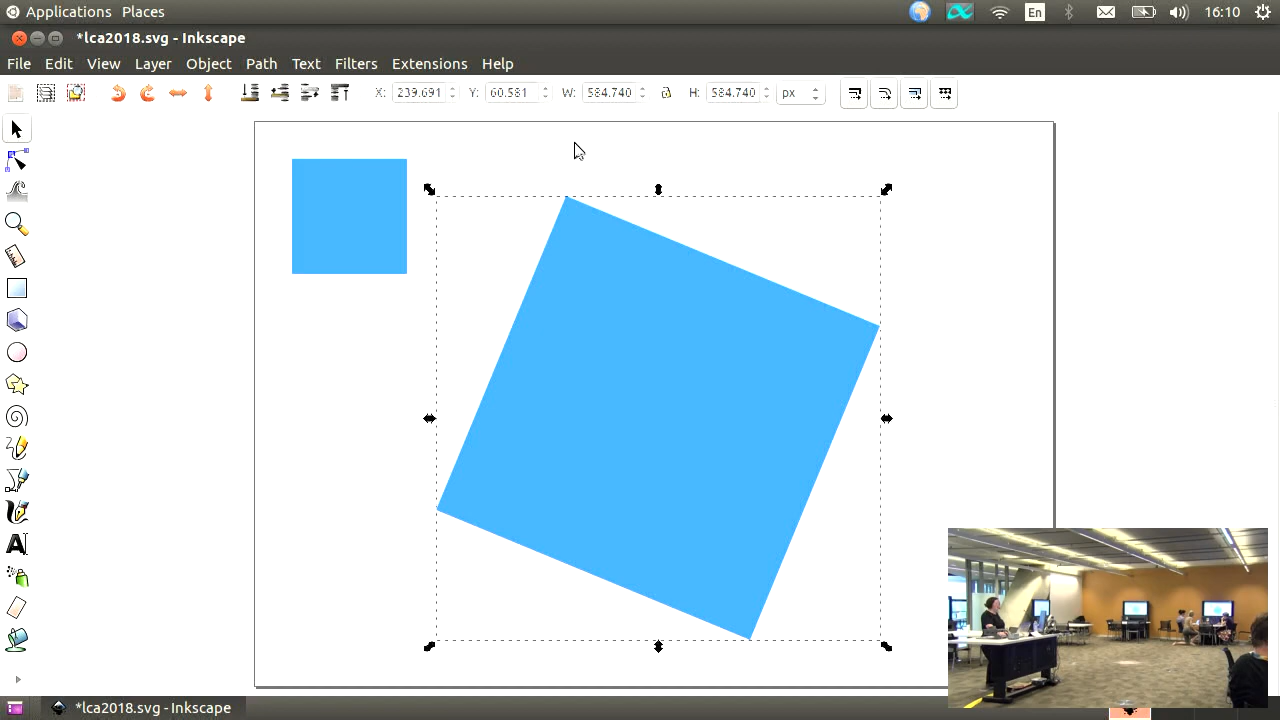 Applications Places En 16:10
*lca2018.svg - Inkscape
File Edit View Layer Object Path Text Filters Extensions Help
X: 239.691 Y: 60.581 W: 584.740 H: 584.740 px
*lca2018.svg - Inkscape